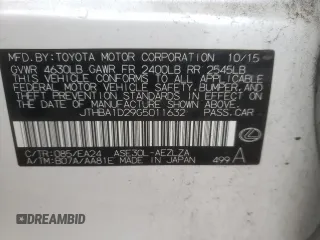 MFD. BY: TOYOTA MOTOR CORPORATION 10/15
GVWR 4630LB GAWR FR 2400LB RR 2545LB
THIS VEHICLE CONFORMS TO ALL APPLICABLE
FEDERAL MOTOR VEHICLE SAFETY, BUMPER,
AND THEFT PREVENTION STANDARDS IN EFFECT
ON THE DATE OF MANUFACTURE SHOWN ABOVE.
JTHBA1D29G5011632 PASS. CAR
C/TR: 085/EA24 ASE30L-AEZLZA
A/TM: B07A/AA81E MADE IN JAPAN 499 A
OKREMBID.COM